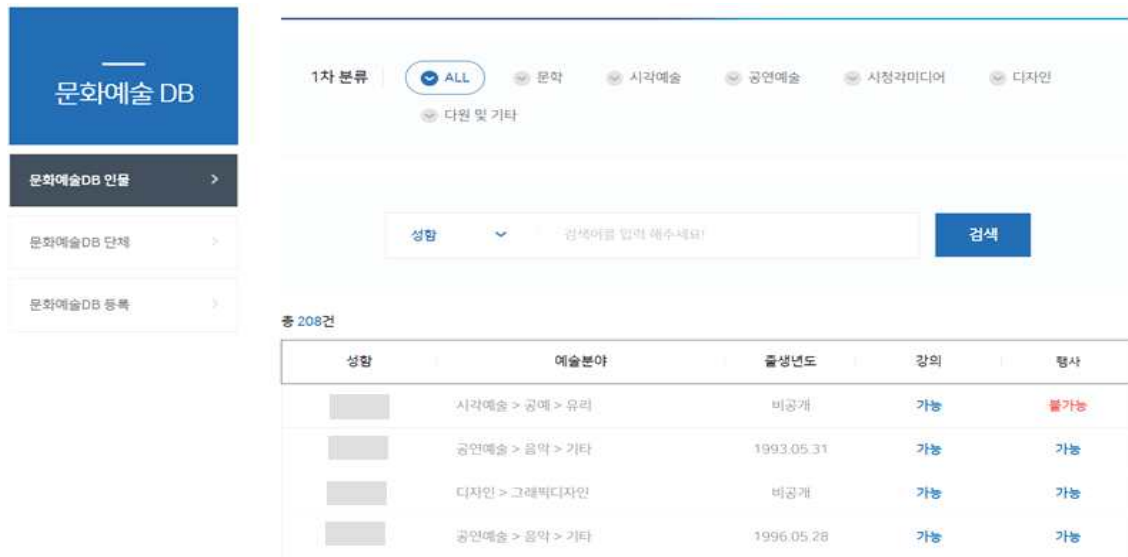 문화예술 DB
문화예술DB 인물
문화예술DB 단체
문화예술DB 등록
1차 분류
ALL
문학
시각예술
공연예술
시청각미디어
디자인
다원 및 기타
성함
검색어를 입력 해주세요!
검색
총 208건
성함 예술분야 출생년도 강의 행사
시각예술 > 공예 > 유리 비공개 가능 불가능
공연예술 > 음악 > 기타 1993.05.31 가능 가능
디자인 > 그래픽디자인 비공개 가능 가능
공연예술 > 음악 > 기타 1996.05.28 가능 가능